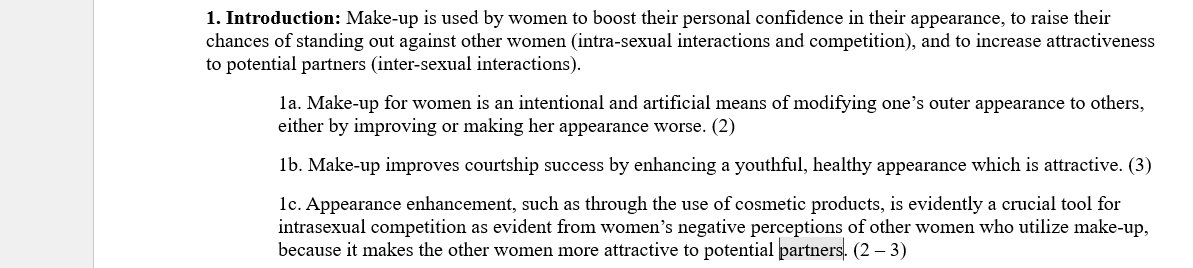 1. Introduction: Make-up is used by women to boost their personal confidence in their appearance, to raise their
chances of standing out against other women (intra-sexual interactions and competition), and to increase attractiveness
to potential partners (inter-sexual interactions).
1a. Make-up for women is an intentional and artificial means of modifying one’s outer appearance to others,
either by improving or making her appearance worse. (2)
1b. Make-up improves courtship success by enhancing a youthful, healthy appearance which is attractive. (3)
1c. Appearance enhancement, such as through the use of cosmetic products, is evidently a crucial tool for
intrasexual competition as evident from women’s negative perceptions of other women who utilize make-up,
because it makes the other women more attractive to potential partners. (2 – 3)